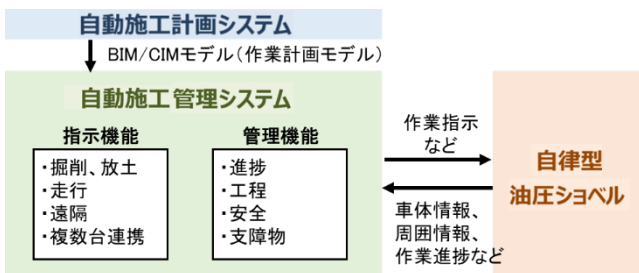 自動施工計画システム
BIM/CIMモデル（作業計画モデル）
自動施工管理システム
指示機能
・掘削、放土
・走行
・遠隔
・複数台連携
管理機能
・進捗
・工程
・安全
・支障物
作業指示
など
車体情報、
周囲情報、
作業進捗など
自律型
油圧ショベル